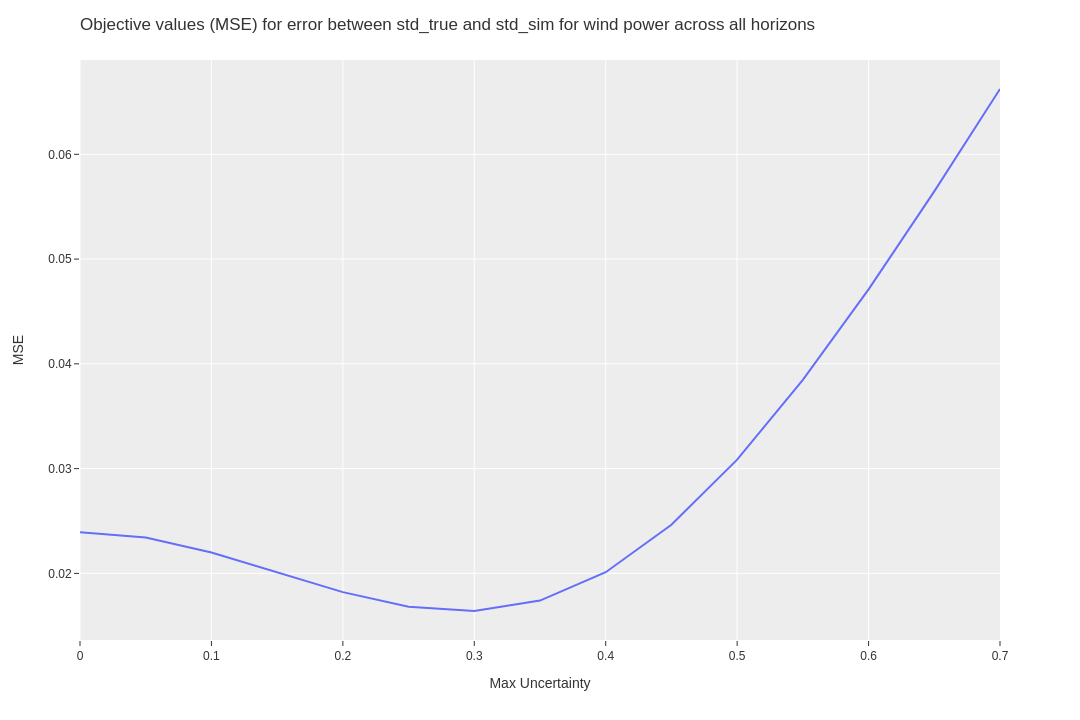 Objective values (MSE) for error between std_true and std_sim for wind power across all horizons
0.06
0.05
0.04
0.03
0.02
MSE
0 0.1 0.2 0.3 0.4 0.5 0.6 0.7
Max Uncertainty